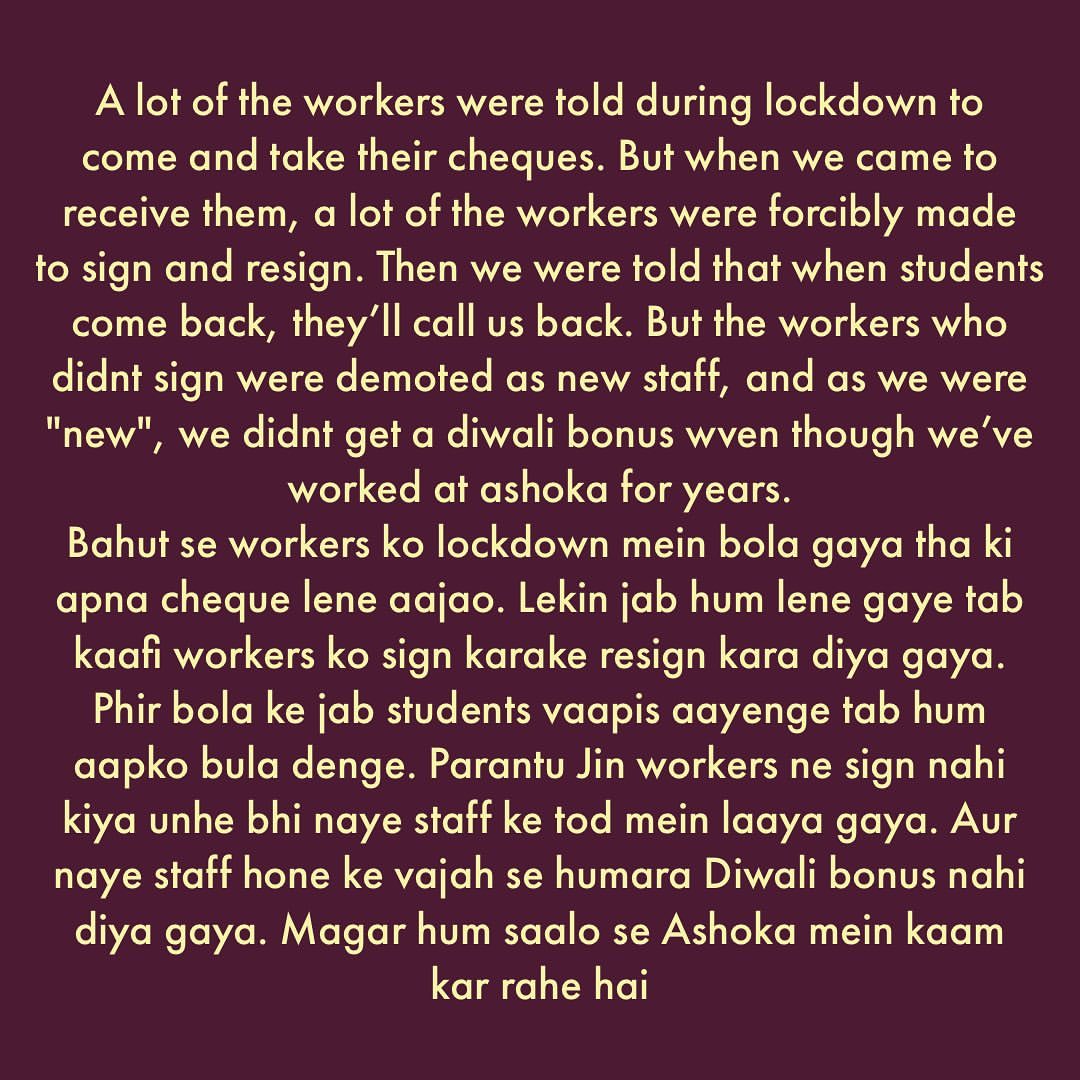 A lot of the workers were told during lockdown to
come and take their cheques. But when we came to
receive them, a lot of the workers were forcibly made
to sign and resign. Then we were told that when students
come back, they’ll call us back. But the workers who
didnt sign were demoted as new staff, and as we were
"new", we didnt get a diwali bonus wven though we’ve
worked at ashoka for years.
Bahut se workers ko lockdown mein bola gaya tha ki
apna cheque lene aajao. Lekin jab hum lene gaye tab
kaafi workers ko sign karake resign kara diya gaya.
Phir bola ke jab students vaapis aayenge tab hum
aapko bula denge. Parantu Jin workers ne sign nahi
kiya unhe bhi naye staff ke tod mein laaya gaya. Aur
naye staff hone ke vajah se humara Diwali bonus nahi
diya gaya. Magar hum saalo se Ashoka mein kaam
kar rahe hai